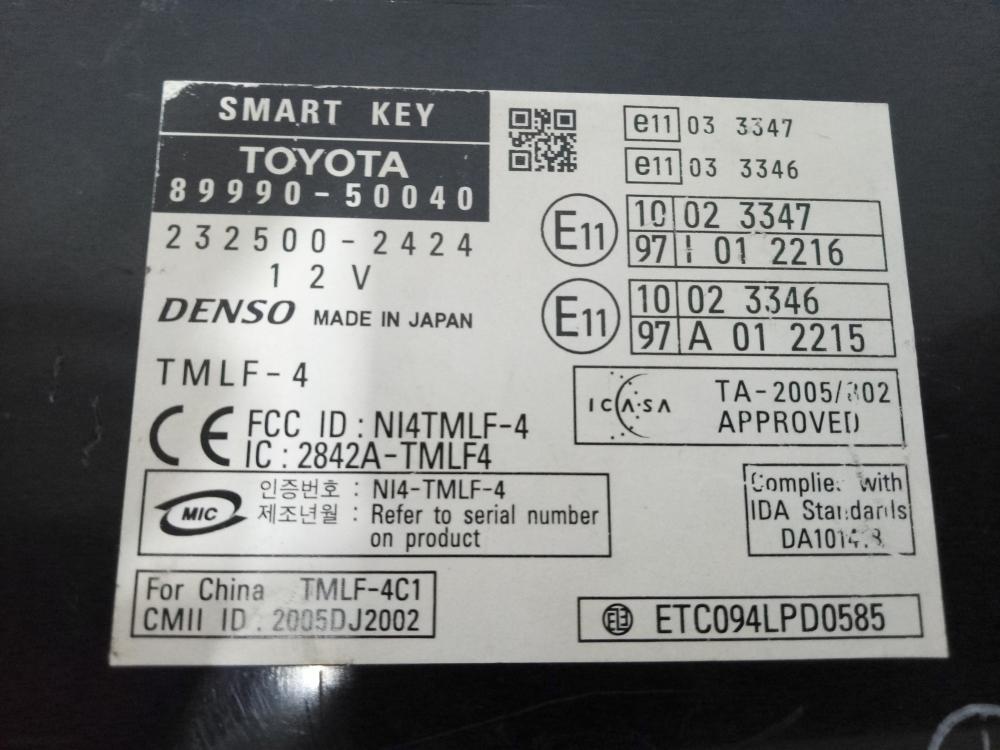 SMART KEY
TOYOTA
89990-50040
232500-2424
12V
DENSO MADE IN JAPAN
TMLF-4
CE FCC ID : NI4TMLF-4
IC : 2842A-TMLF4
MIC 인증번호 : NI4-TMLF-4
제조년월 : Refer to serial number
on product
For China TMLF-4C1
CMII ID : 2005DJ2002
e11 03 3347
e11 03 3346
E11 10 02 3347
97 01 2216
E11 10 02 3346
97 A 01 2215
ICASA TA-2005/302
APPROVED
Complies with
IDA Standards
ETC094LPD0585